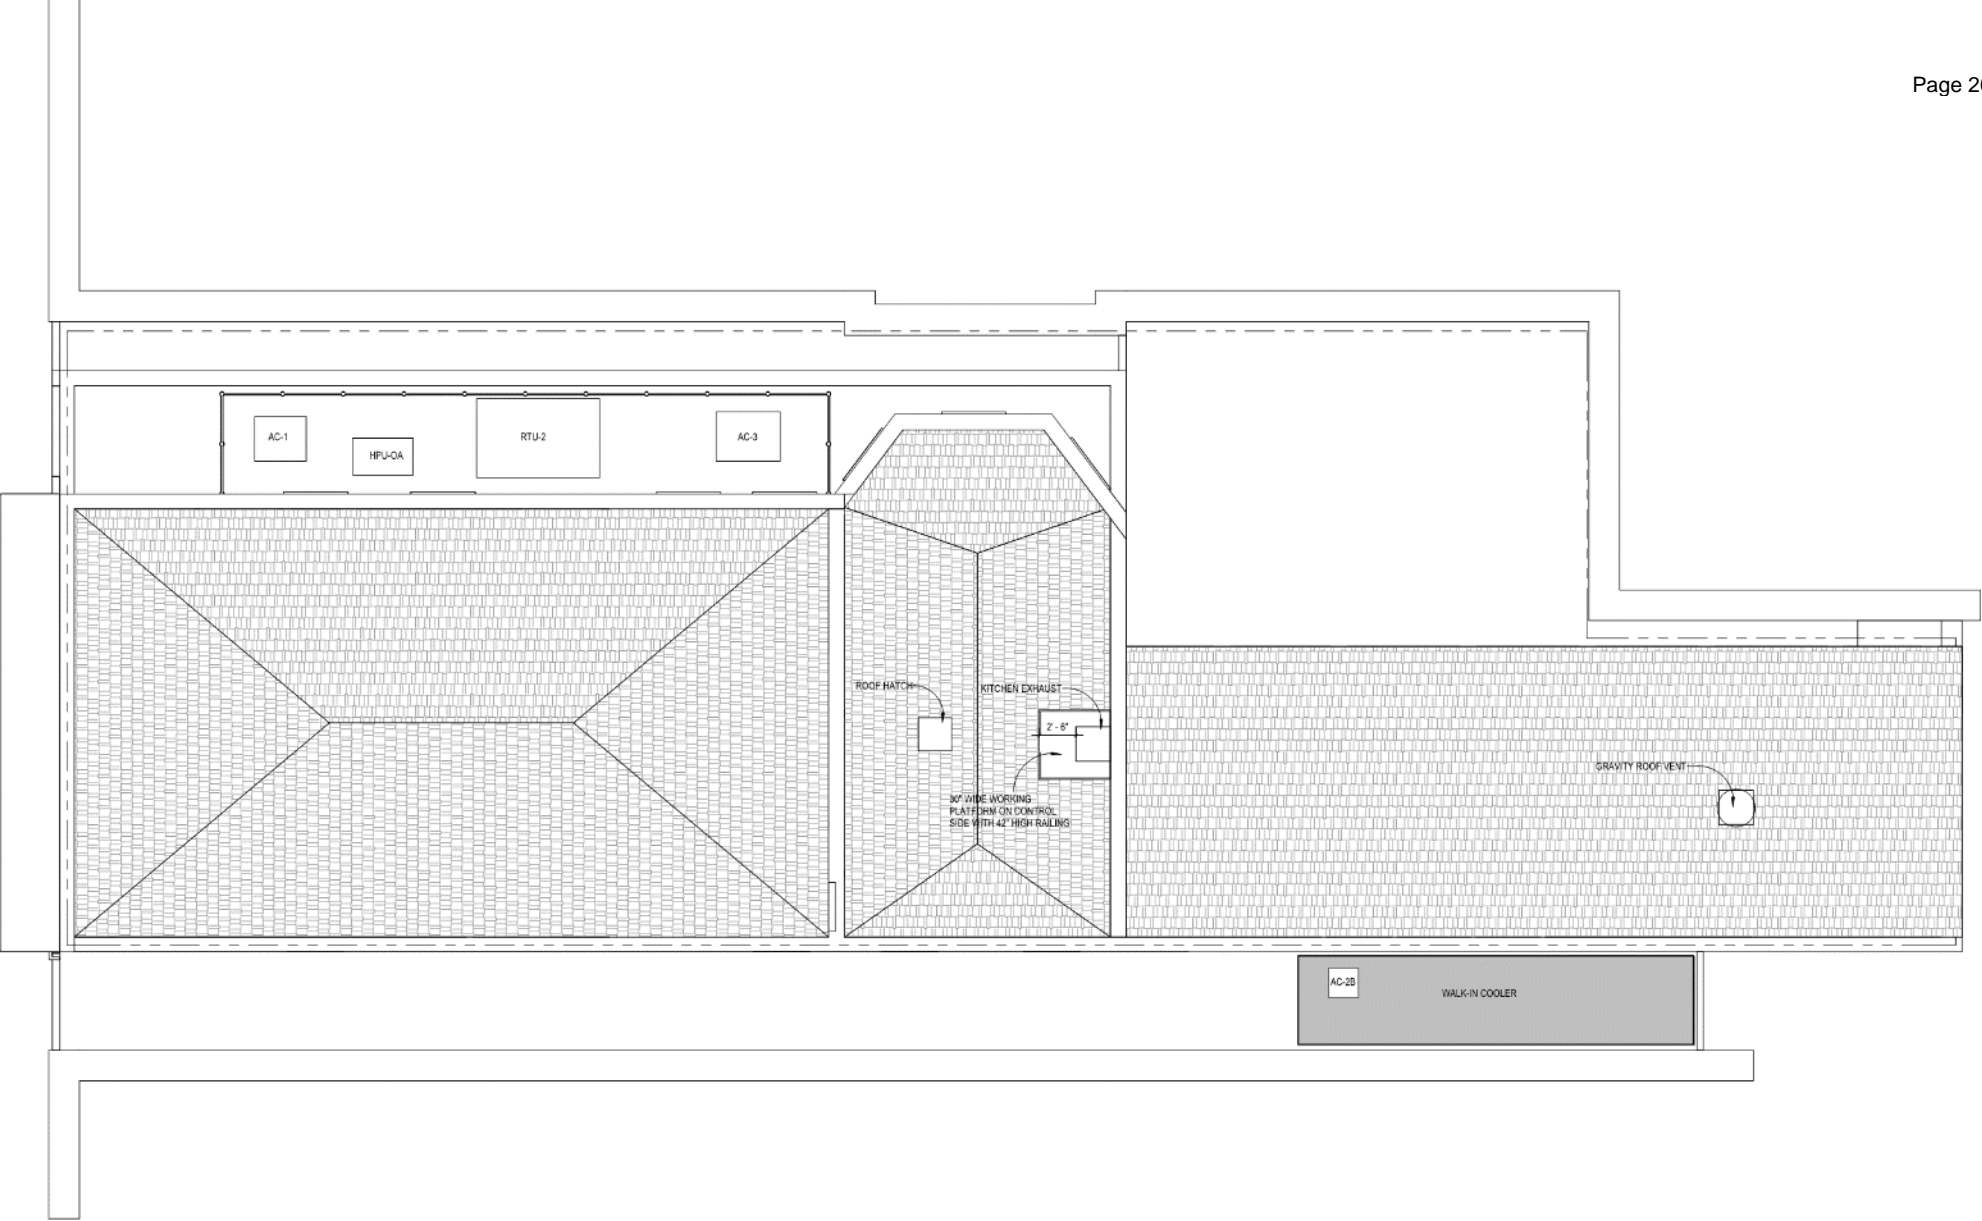 Page 20
AC-1
HPU-OA
RTU-2
AC-3
ROOF HATCH
KITCHEN EXHAUST
2' - 6"
30" WIDE WORKING
PLATFORM ON CONTROL
SIDE WITH 42" HIGH RAILING
GRAVITY ROOF VENT
AC-2B
WALK-IN COOLER